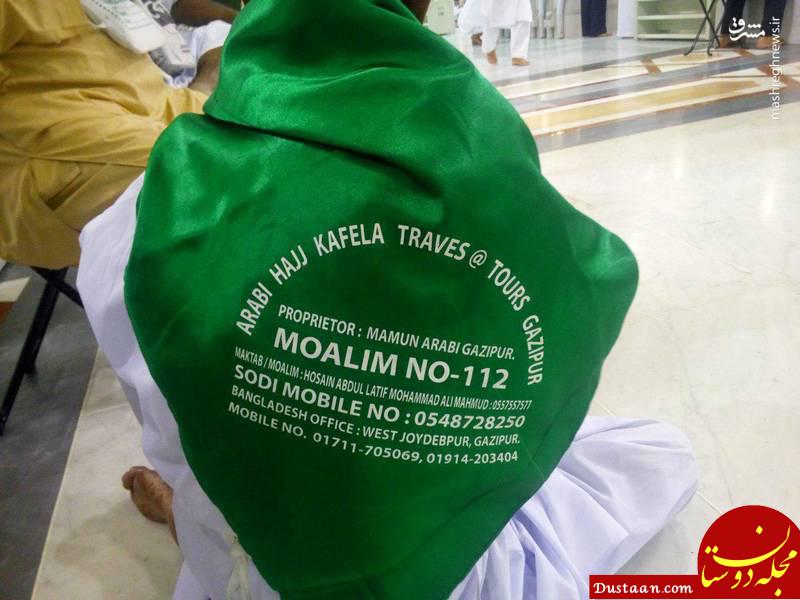 ARABI HAJJ KAFELA TRAVES @ TOURS GAZIPUR
PROPRIETOR : MAMUN ARABI GAZIPUR.
MOALIM NO-112
MAKTAB / MOALIM : HOSAIN ABDUL LATIF MOHAMMAD ALI MAHMUD : 0557557577
SODI MOBILE NO : 0548728250
BANGLADESH OFFICE : WEST JOYDEBPUR, GAZIPUR.
MOBILE NO. 01711-705069, 01914-203404
مشرق
mashreghnews.ir
مجله دوستان
Dustaan.com